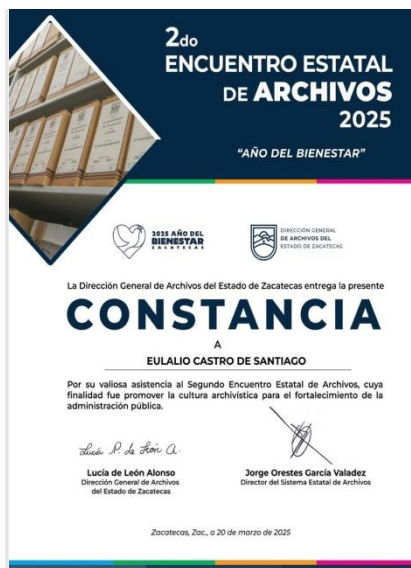 2do
ENCUENTRO ESTATAL
DE ARCHIVOS
2025
"AÑO DEL BIENESTAR"
2025 AÑO DEL
BIENESTAR
ZACATECAS
DIRECCIÓN GENERAL
DE ARCHIVOS DEL
ESTADO DE ZACATECAS
La Dirección General de Archivos del Estado de Zacatecas entrega la presente
CONSTANCIA
A
EULALIO CASTRO DE SANTIAGO
Por su valiosa asistencia al Segundo Encuentro Estatal de Archivos, cuya
finalidad fue promover la cultura archivística para el fortalecimiento de la
administración pública.
Lucía P. de León A.
Lucía de León Alonso
Dirección General de Archivos
del Estado de Zacatecas
Jorge Orestes García Valadez
Director del Sistema Estatal de Archivos
Zacatecas, Zac., a 20 de marzo de 2025